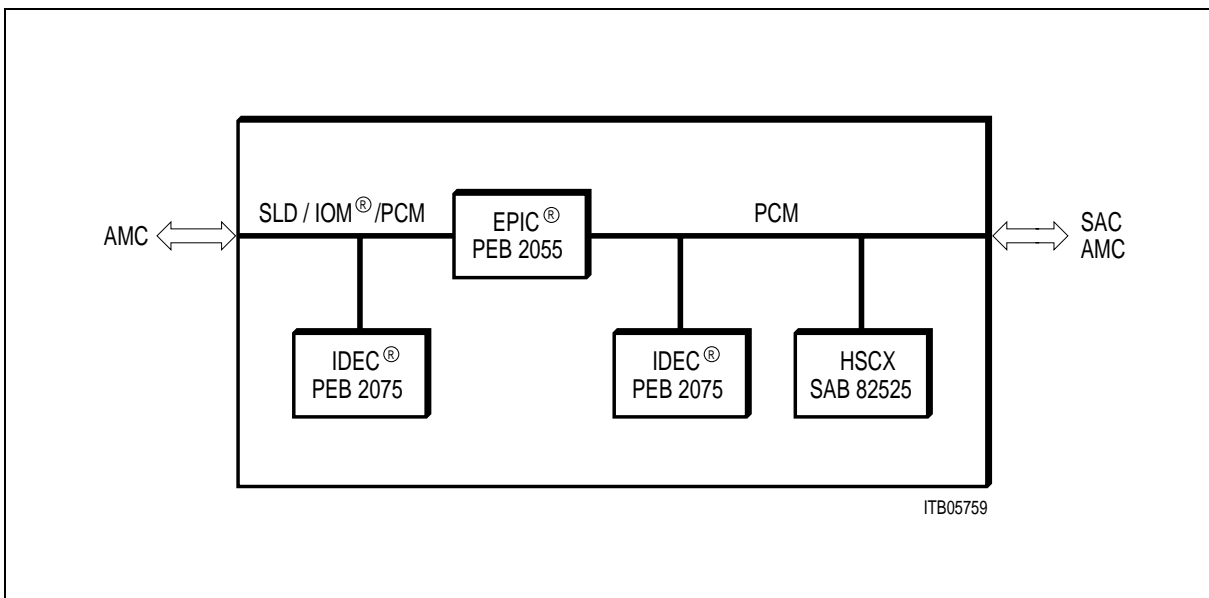 SLD / IOM® /PCM
EPIC®
PEB 2055
PCM
AMC
SAC
AMC
IDEC®
PEB 2075
IDEC®
PEB 2075
HSCX
SAB 82525
ITB05759